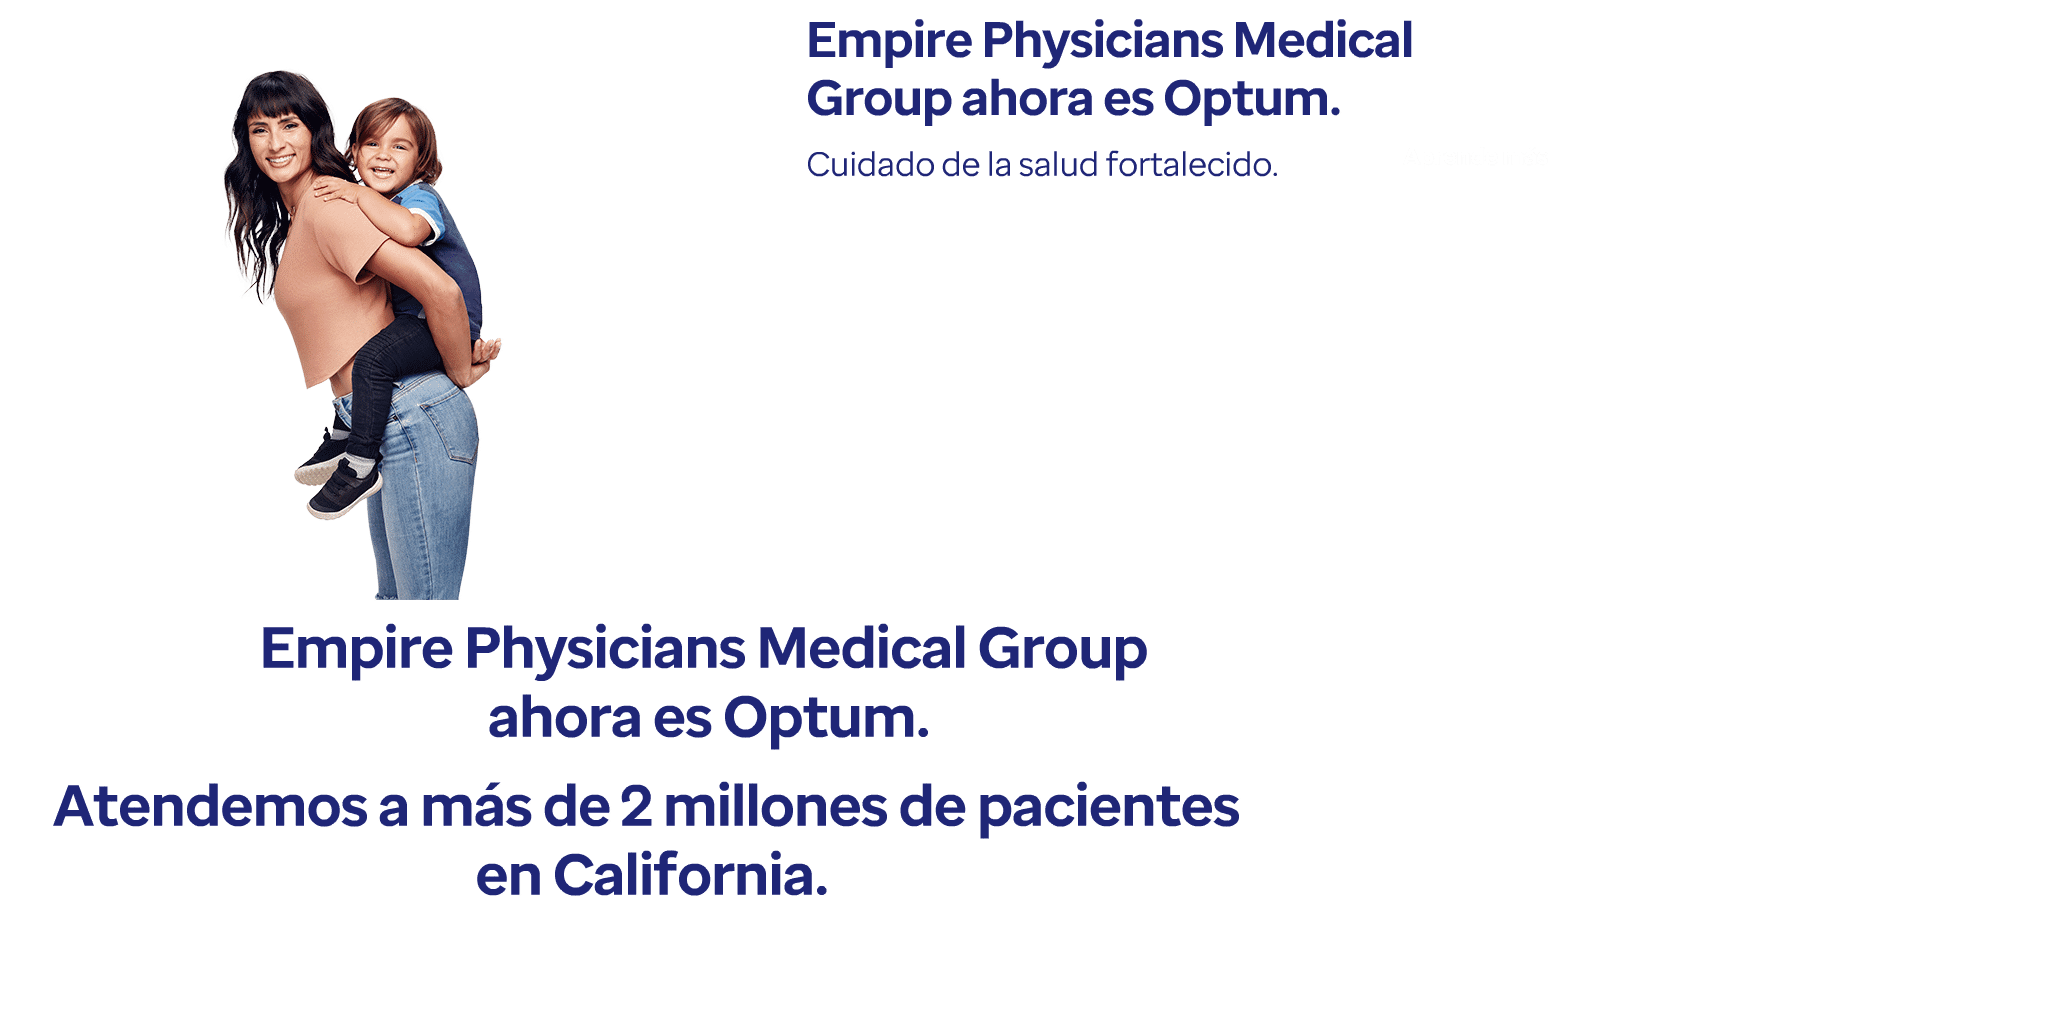 Empire Physicians Medical
Group ahora es Optum.
Cuidado de la salud fortalecido.
Empire Physicians Medical Group
ahora es Optum.
Atendemos a más de 2 millones de pacientes
en California.